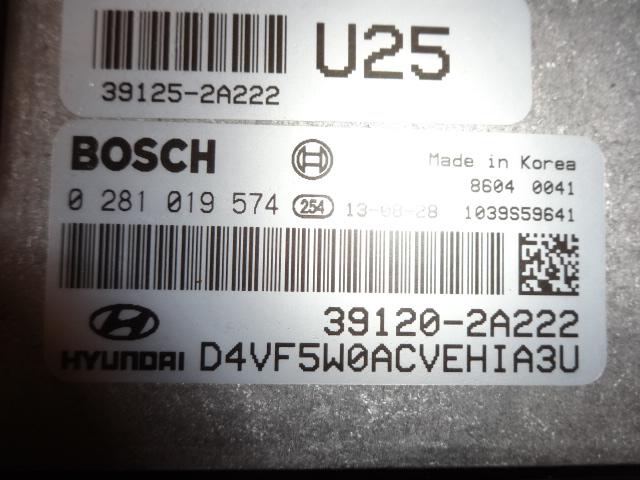 U25
39125-2A222
BOSCH
Made in Korea
8604 0041
0 281 019 574 254 13-08-28 1039S59641
39120-2A222
HYUNDAI D4VF5W0ACVEHIA3U